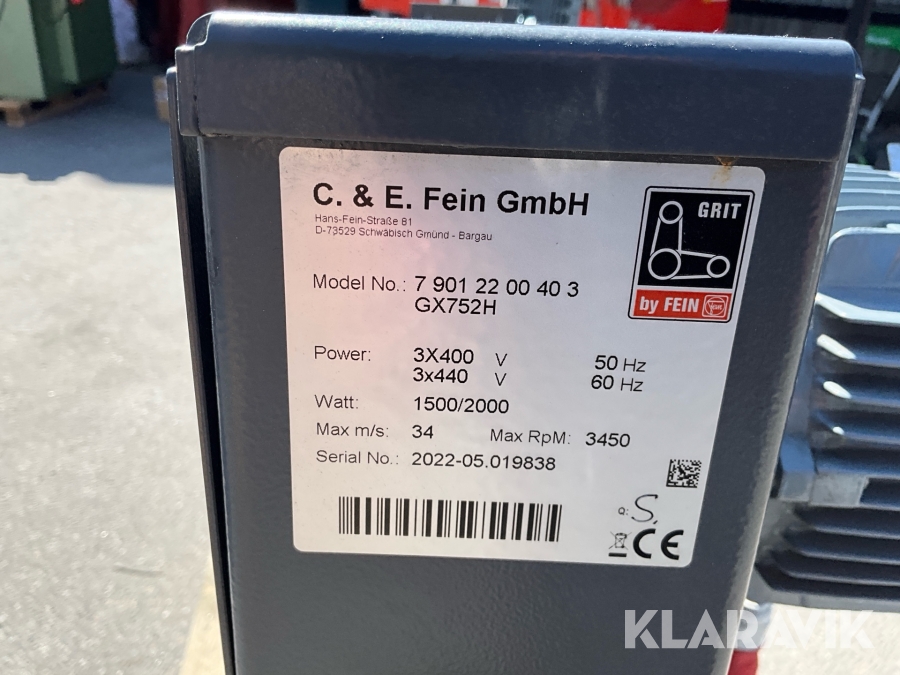 C. & E. Fein GmbH
Hans-Fein-Straße 81
D-73529 Schwäbisch Gmünd - Bargau
GRIT
by FEIN
Model No.: 7 901 22 00 40 3
GX752H
Power: 3X400 V 50 Hz
3x440 V 60 Hz
Watt: 1500/2000
Max m/s: 34 Max RpM: 3450
Serial No.: 2022-05.019838
Q: S.
CE
KLARAVIK